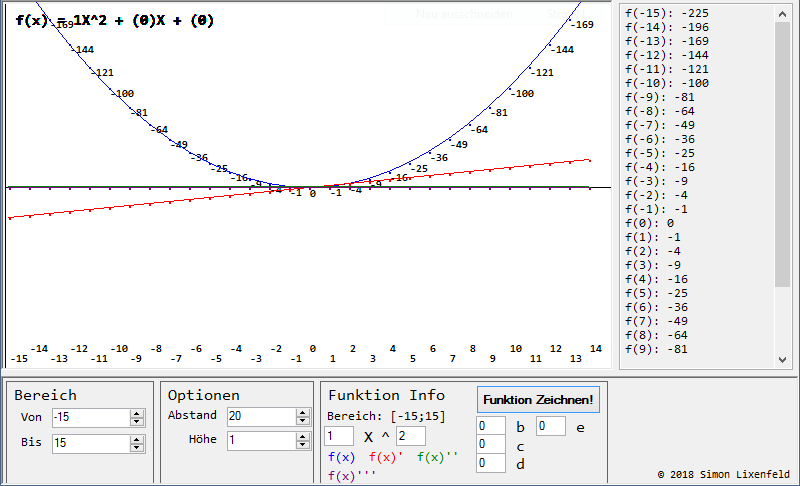 f(x) = 1X^2 + (0)X + (0)
-169 -169
-144 -144
-121 -121
-100 -100
-81 -81
-64 -64
-49 -49
-36 -36
-25 -25
-16 -16
-9 -9
-4 -1 0 -1 -4
-14 -12 -10 -8 -6 -4 -2 0 2 4 6 8 10 12 14
-15 -13 -11 -9 -7 -5 -3 -1 1 3 5 7 9 11 13
f(-15): -225
f(-14): -196
f(-13): -169
f(-12): -144
f(-11): -121
f(-10): -100
f(-9): -81
f(-8): -64
f(-7): -49
f(-6): -36
f(-5): -25
f(-4): -16
f(-3): -9
f(-2): -4
f(-1): -1
f(0): 0
f(1): -1
f(2): -4
f(3): -9
f(4): -16
f(5): -25
f(6): -36
f(7): -49
f(8): -64
f(9): -81
Bereich
Von -15
Bis 15
Optionen
Abstand 20
Höhe 1
Funktion Info
Bereich: [-15;15]
1 X ^ 2
f(x) f(x)' f(x)''
f(x)'''
Funktion Zeichnen!
0 b 0 e
0 c
0 d
© 2018 Simon Lixenfeld